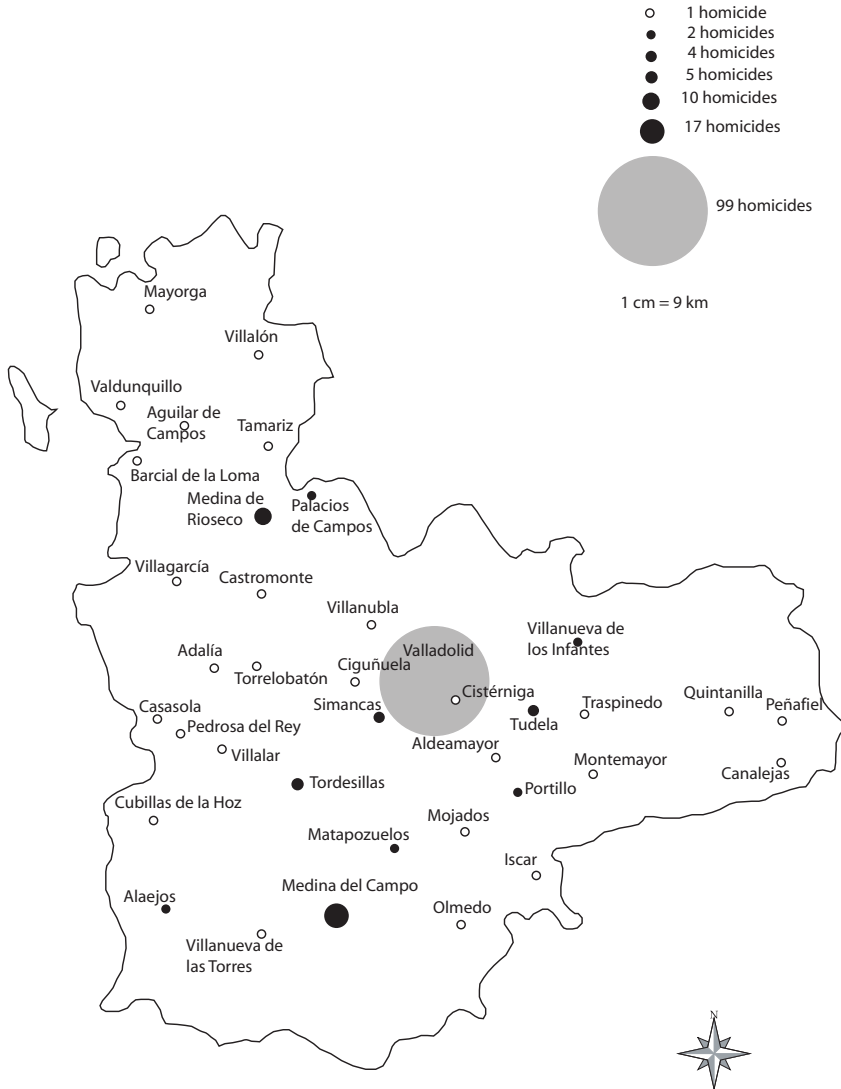 1 homicide
2 homicides
4 homicides
5 homicides
10 homicides
17 homicides
99 homicides
1 cm = 9 km
Mayorga
Villalón
Valdunquillo
Aguilar de
Campos
Tamariz
Barcial de la Loma
Medina de
Rioseco
Palacios
de Campos
Villagarcía
Castromonte
Villanubla
Villanueva de
los Infantes
Adalía
Torrelobatón
Ciguñuela
Valladolid
Cistérniga
Simancas
Casasola
Pedrosa del Rey
Villalar
Tudela
Traspinedo
Quintanilla
Peñafiel
Aldeamayor
Montemayor
Canalejas
Tordesillas
Portillo
Cubillas de la Hoz
Mojados
Matapozuelos
Iscar
Medina del Campo
Alaejos
Olmedo
Villanueva de
las Torres
N